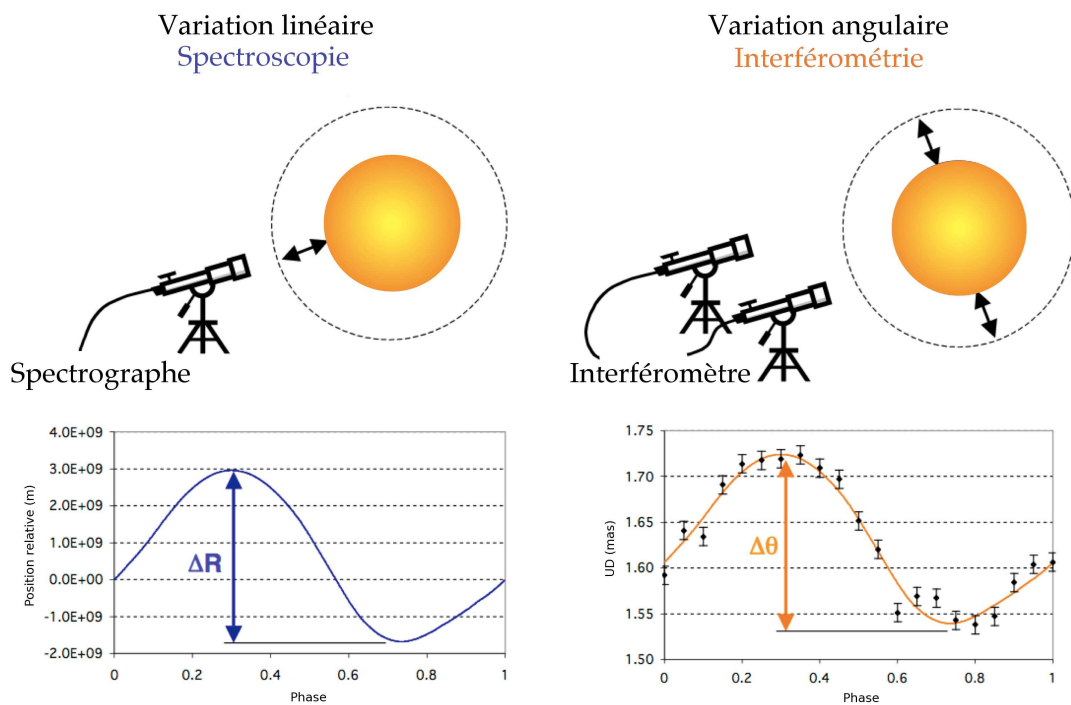 Variation linéaire
Spectroscopie
Variation angulaire
Interférométrie
Spectrographe
Interféromètre
Position relative (m)
4.0E+09
3.0E+09
2.0E+09
1.0E+09
0.0E+00
-1.0E+09
-2.0E+09
ΔR
0
0.2
0.4
0.6
0.8
1
Phase
UD (mas)
1.75
1.70
1.65
1.60
1.55
1.50
Δθ
0
0.2
0.4
0.6
0.8
1
Phase